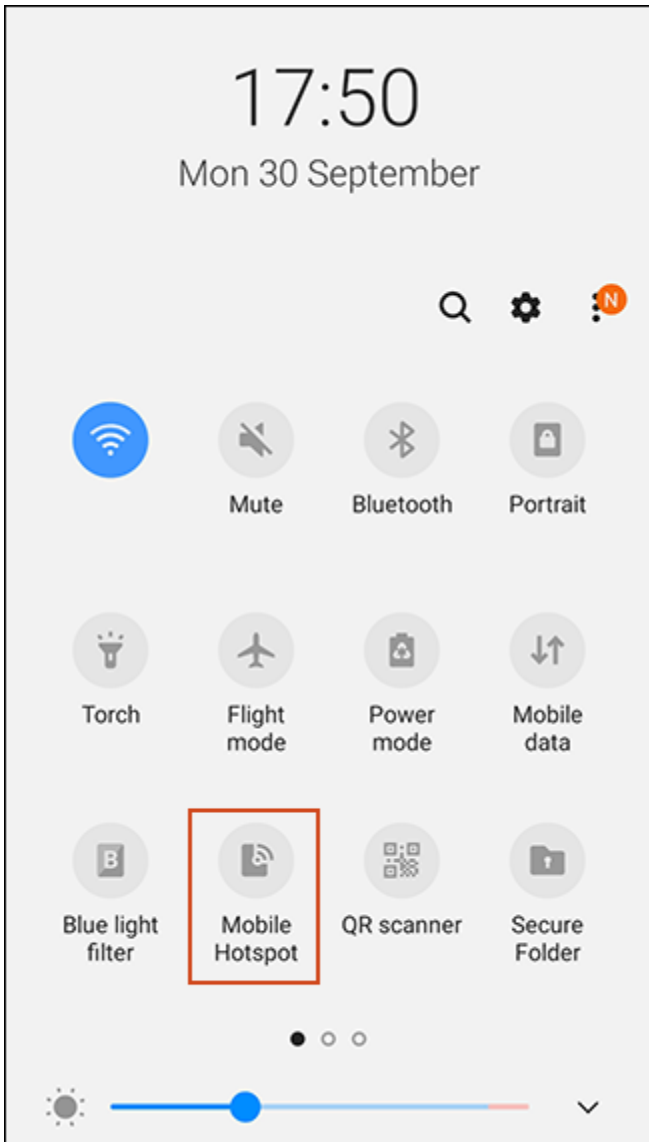 17:50
Mon 30 September
N
Mute
Bluetooth
Portrait
Torch
Flight
mode
Power
mode
Mobile
data
B
Blue light
filter
Mobile
Hotspot
QR scanner
Secure
Folder